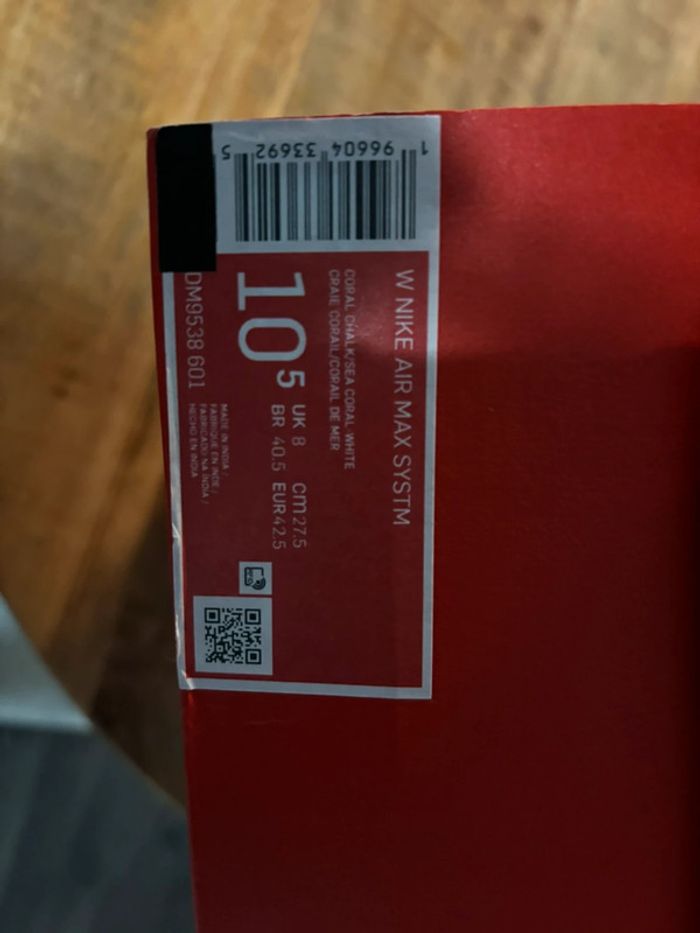 W NIKE AIR MAX SYSTM
CORAL CHALK/SEA CORAL WHITE
CRAIE CORAIL/CORAIL DE MER
10 5
UK 8 cm 27.5
BR 40.5 EUR 42.5
MADE IN INDIA /
FABRIQUE EN INDE /
FABRICADO NA INDIA /
HECHO EN INDIA
DM9538 601
1 96604 33692 5